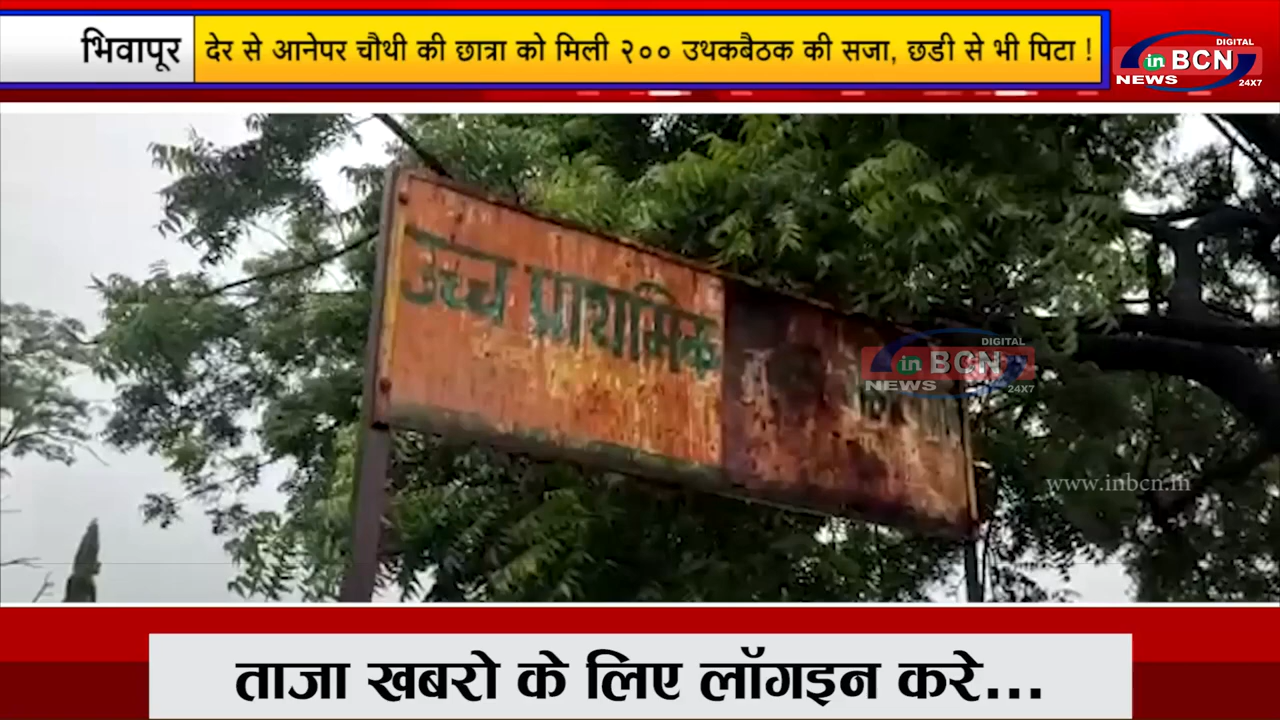 भिवापूर
देर से आनेपर चौथी की छात्रा को मिली २०० उथकबैठक की सजा, छडी से भी पिटा !
DIGITAL
in BCN
NEWS 24X7
उच्च प्राथमिक
DIGITAL
in BCN
NEWS 24X7
www.inbcn.in
ताजा खबरो के लिए लॉगइन करे...